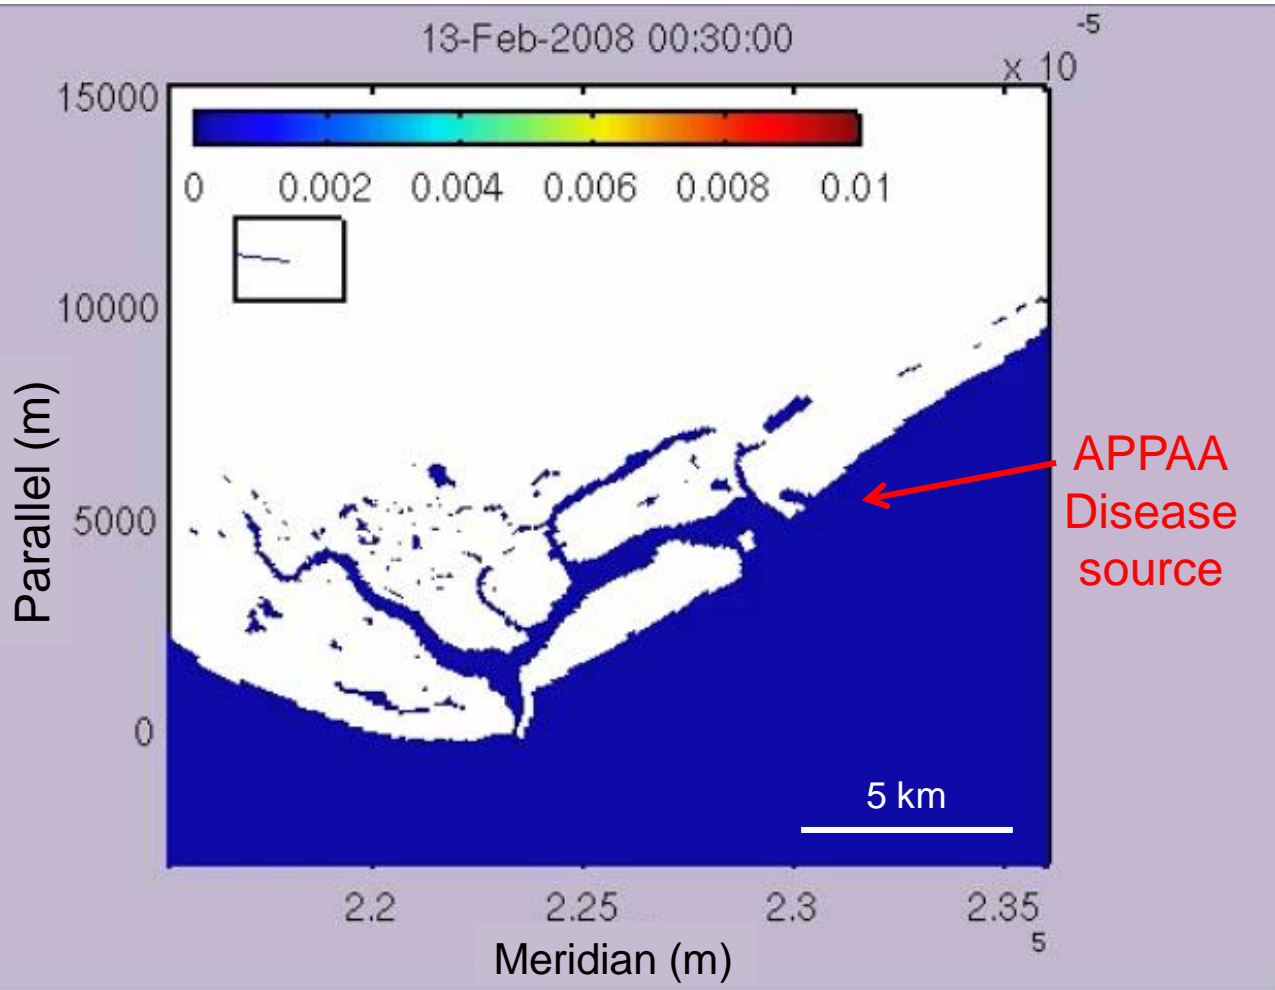 13-Feb-2008 00:30:00
-5
x 10
15000
0 0.002 0.004 0.006 0.008 0.01
10000
Parallel (m)
5000
APPAA
Disease
source
0
5 km
2.2 2.25 2.3 2.35
5
Meridian (m)